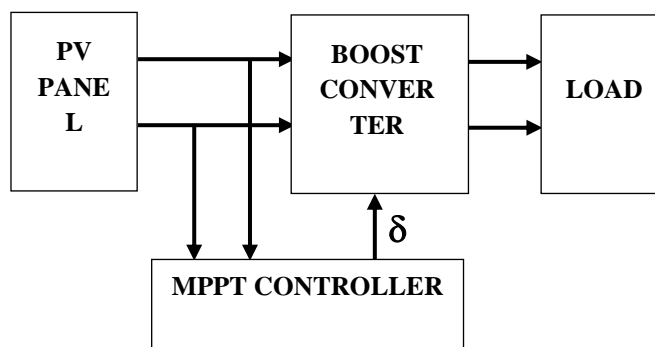 PV
PANE
L
BOOST
CONVER
TER
LOAD
δ
MPPT CONTROLLER